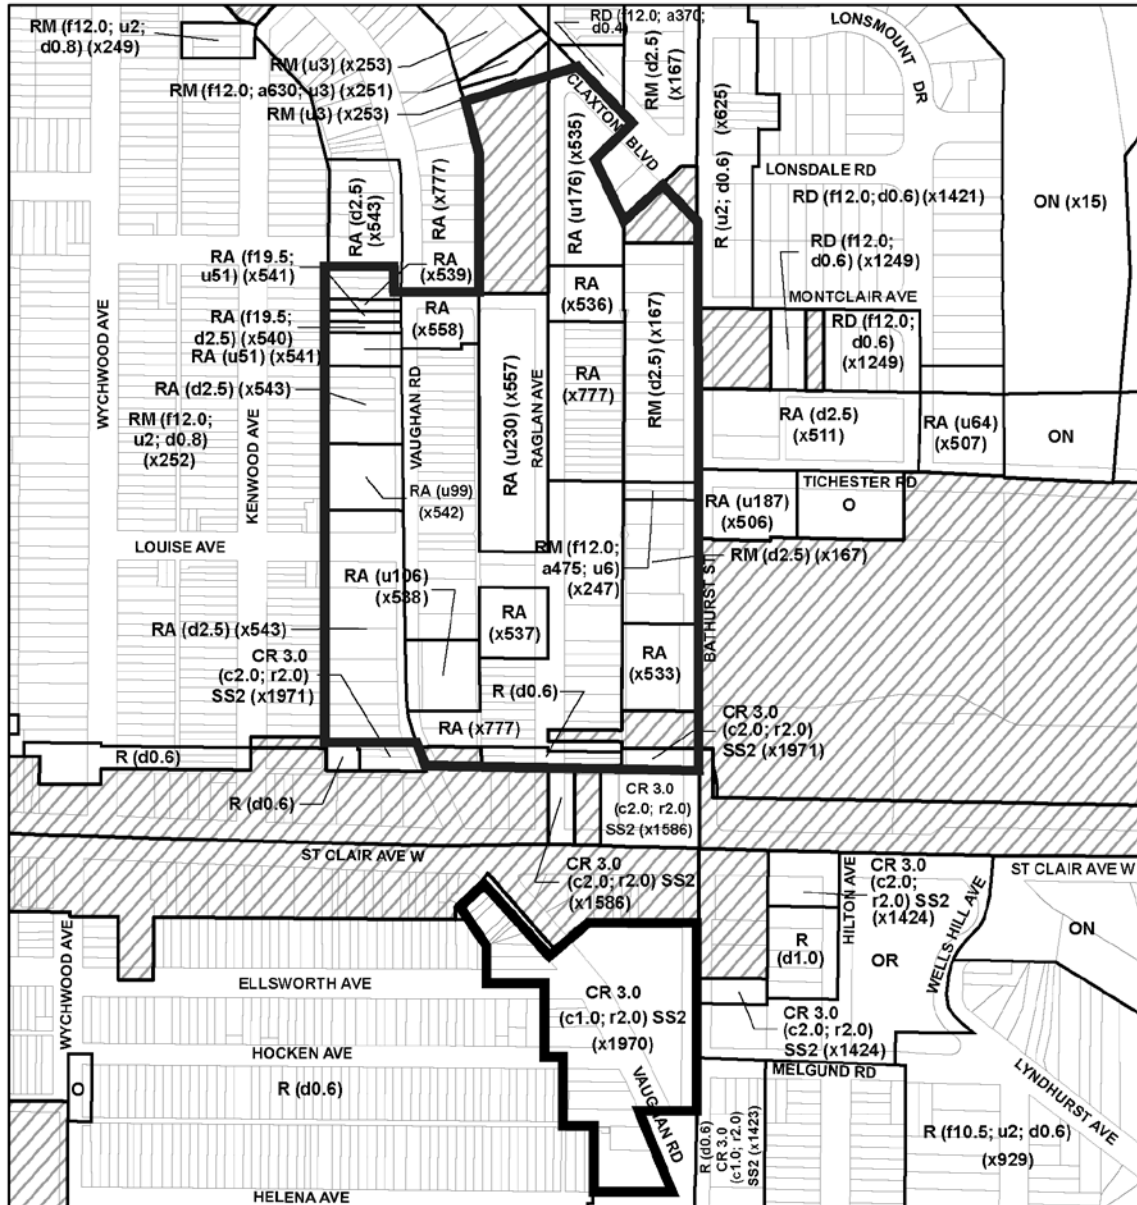 RM (f12.0; u2;
d0.8) (x249)
RM (u3) (x253)
RM (f12.0; a630; u3) (x251)
RM (u3) (x253)
RD (f12.0; a370;
d0.4)
RM (d2.5)
(x167)
LONSMOUNT DR
CLAXTON BLVD
R (u2; d0.6) (x625)
LONSDALE RD
RD (f12.0; d0.6) (x1421)
ON (x15)
RA (d2.5)
(x543)
RA (x777)
RA (u176) (x535)
RA (f19.5;
u51) (x541)
RA
(x539)
RD (f12.0;
d0.6) (x1249)
MONTCLAIR AVE
RA (f19.5;
d2.5) (x540)
RA (u51) (x541)
RA
(x558)
RA
(x536)
RM (d2.5) (x167)
RD (f12.0;
d0.6)
(x1249)
WYCHWOOD AVE
RA (d2.5) (x543)
RM (f12.0;
u2; d0.8)
(x252)
KENWOOD AVE
VAUGHAN RD
RA (u230) (x557)
RAGLAN AVE
RA
(x777)
RA (d2.5)
(x511)
RA (u64)
(x507)
ON
RA (u99)
(x542)
TICHESTER RD
RA (u187)
(x506)
O
LOUISE AVE
RM (f12.0;
a475; u6)
(x247)
RM (d2.5) (x167)
BATHURST ST
RA (u106)
(x538)
RA (d2.5) (x543)
RA
(x537)
RA
(x533)
CR 3.0
(c2.0; r2.0)
SS2 (x1971)
R (d0.6)
RA (x777)
CR 3.0
(c2.0; r2.0)
SS2 (x1971)
R (d0.6)
R (d0.6)
CR 3.0
(c2.0; r2.0)
SS2 (x1586)
ST CLAIR AVE W
CR 3.0
(c2.0; r2.0) SS2
(x1586)
CR 3.0
(c2.0;
r2.0) SS2
(x1424)
ST CLAIR AVE W
HILTON AVE
WELLS HILL AVE
ON
WYCHWOOD AVE
R
(d1.0)
OR
ELLSWORTH AVE
CR 3.0
(c1.0; r2.0) SS2
(x1970)
CR 3.0
(c2.0; r2.0)
SS2 (x1424)
HOCKEN AVE
MELGUND RD
O
R (d0.6)
VAUGHAN RD
LYNDHURST AVE
R (d0.6)
CR 3.0
(c1.0; r2.0)
SS2 (x1423)
R (f10.5; u2; d0.6)
(x929)
HELENA AVE